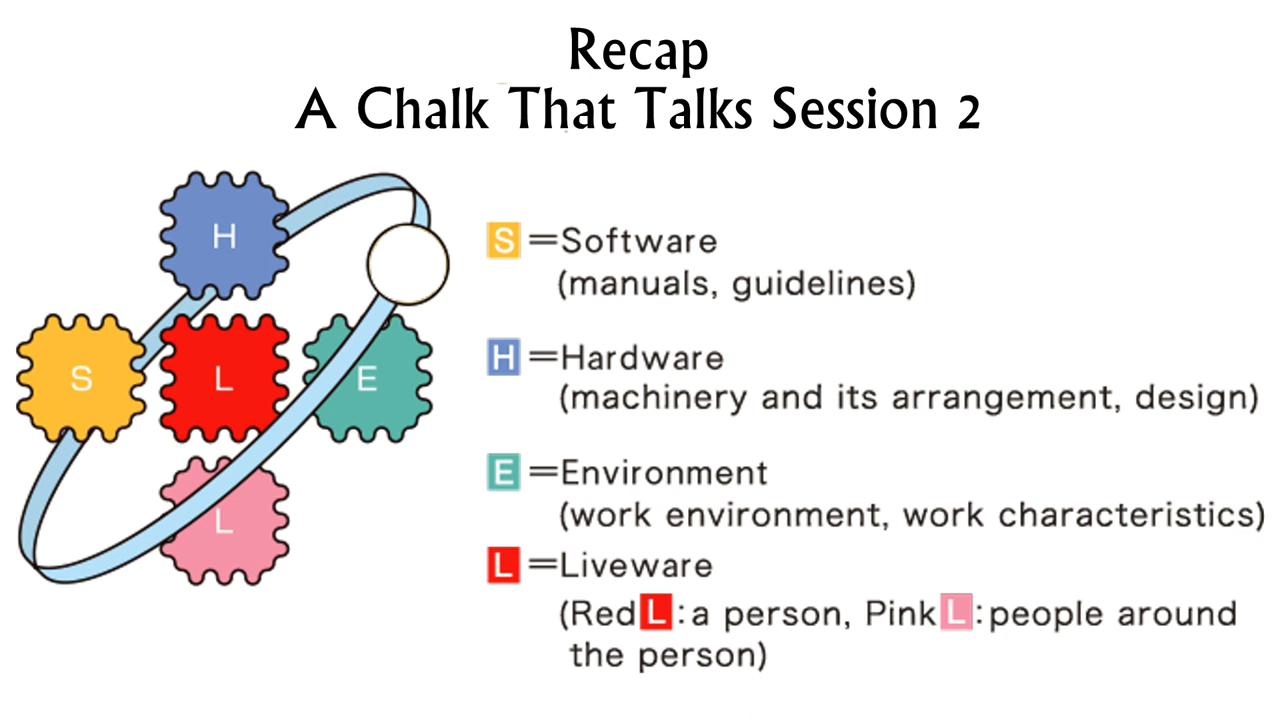 Recap
A Chalk That Talks Session 2
H
S L E
L
S =Software
(manuals, guidelines)
H =Hardware
(machinery and its arrangement, design)
E =Environment
(work environment, work characteristics)
L =Liveware
(Red L : a person, Pink L : people around
the person)